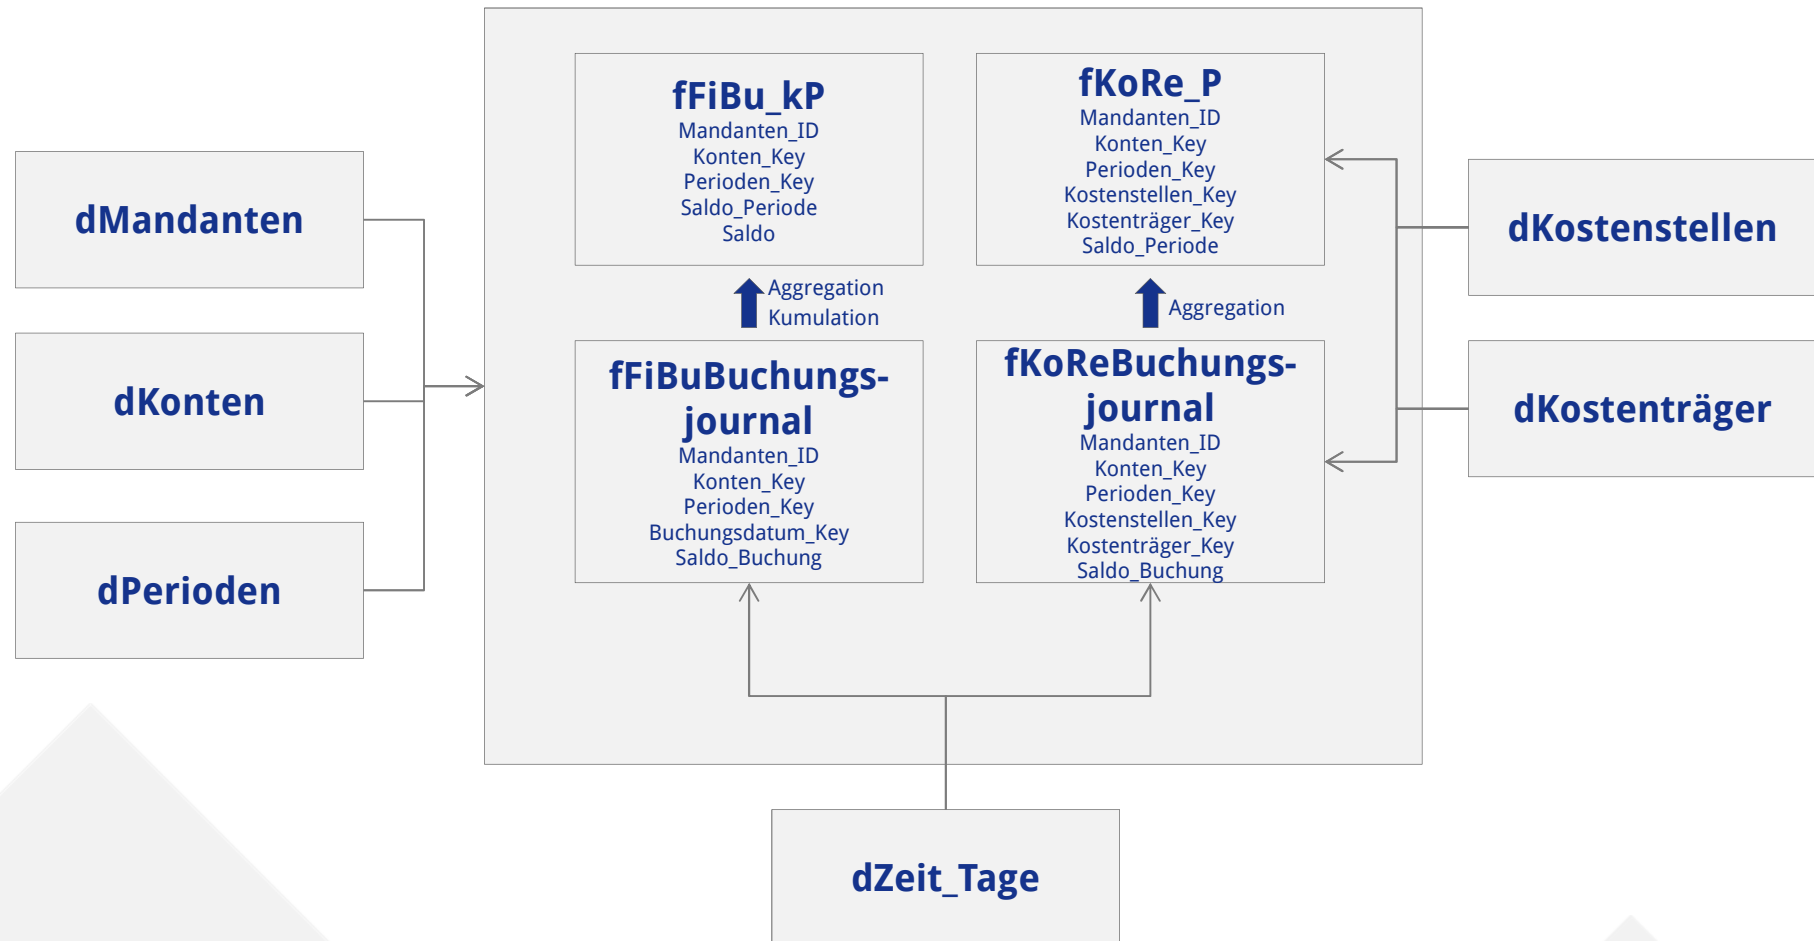 dMandanten
dKonten
dPerioden
fFiBu_kP
Mandanten_ID
Konten_Key
Perioden_Key
Saldo_Periode
Saldo
Aggregation
Kumulation
fFiBuBuchungs-
journal
Mandanten_ID
Konten_Key
Perioden_Key
Buchungsdatum_Key
Saldo_Buchung
fKoRe_P
Mandanten_ID
Konten_Key
Perioden_Key
Kostenstellen_Key
Kostenträger_Key
Saldo_Periode
Aggregation
fKoReBuchungs-
journal
Mandanten_ID
Konten_Key
Perioden_Key
Kostenstellen_Key
Kostenträger_Key
Saldo_Buchung
dKostenstellen
dKostenträger
dZeit_Tage